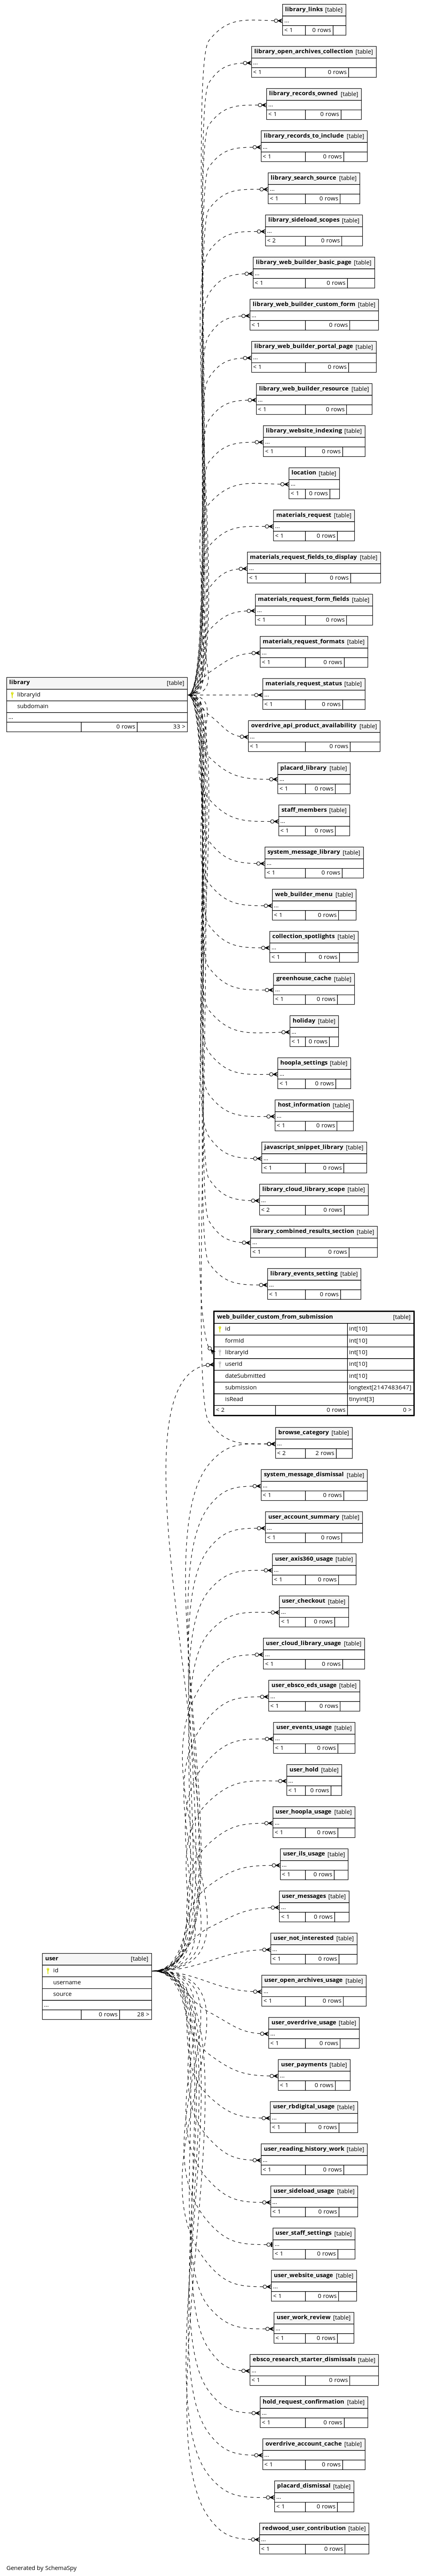 library_links [table]
...
< 1 0 rows
library_open_archives_collection [table]
...
< 1 0 rows
library_records_owned [table]
...
< 1 0 rows
library_records_to_include [table]
...
< 1 0 rows
library_search_source [table]
...
< 1 0 rows
library_sideload_scopes [table]
...
< 2 0 rows
library_web_builder_basic_page [table]
...
< 1 0 rows
library_web_builder_custom_form [table]
...
< 1 0 rows
library_web_builder_portal_page [table]
...
< 1 0 rows
library_web_builder_resource [table]
...
< 1 0 rows
library_website_indexing [table]
...
< 1 0 rows
location [table]
...
< 1 0 rows
materials_request [table]
...
< 1 0 rows
materials_request_fields_to_display [table]
...
< 1 0 rows
materials_request_form_fields [table]
...
< 1 0 rows
materials_request_formats [table]
...
< 1 0 rows
library [table]
libraryId
subdomain
...
0 rows 33 >
materials_request_status [table]
...
< 1 0 rows
overdrive_api_product_availability [table]
...
< 1 0 rows
placard_library [table]
...
< 1 0 rows
staff_members [table]
...
< 1 0 rows
system_message_library [table]
...
< 1 0 rows
web_builder_menu [table]
...
< 1 0 rows
collection_spotlights [table]
...
< 1 0 rows
greenhouse_cache [table]
...
< 1 0 rows
holiday [table]
...
< 1 0 rows
hoopla_settings [table]
...
< 1 0 rows
host_information [table]
...
< 1 0 rows
javascript_snippet_library [table]
...
< 1 0 rows
library_cloud_library_scope [table]
...
< 2 0 rows
library_combined_results_section [table]
...
< 1 0 rows
library_events_setting [table]
...
< 1 0 rows
web_builder_custom_from_submission [table]
id int[10]
formId int[10]
libraryId int[10]
userId int[10]
dateSubmitted int[10]
submission longtext[2147483647]
isRead tinyint[3]
< 2 0 rows 0 >
browse_category [table]
...
< 2 2 rows
system_message_dismissal [table]
...
< 1 0 rows
user_account_summary [table]
...
< 1 0 rows
user_axis360_usage [table]
...
< 1 0 rows
user_checkout [table]
...
< 1 0 rows
user_cloud_library_usage [table]
...
< 1 0 rows
user_ebsco_eds_usage [table]
...
< 1 0 rows
user_events_usage [table]
...
< 1 0 rows
user_hold [table]
...
< 1 0 rows
user_hoopla_usage [table]
...
< 1 0 rows
user_ils_usage [table]
...
< 1 0 rows
user_messages [table]
...
< 1 0 rows
user_not_interested [table]
...
< 1 0 rows
user [table]
id
username
source
...
0 rows 28 >
user_open_archives_usage [table]
...
< 1 0 rows
user_overdrive_usage [table]
...
< 1 0 rows
user_payments [table]
...
< 1 0 rows
user_rbdigital_usage [table]
...
< 1 0 rows
user_reading_history_work [table]
...
< 1 0 rows
user_sideload_usage [table]
...
< 1 0 rows
user_staff_settings [table]
...
< 1 0 rows
user_website_usage [table]
...
< 1 0 rows
user_work_review [table]
...
< 1 0 rows
ebsco_research_starter_dismissals [table]
...
< 1 0 rows
hold_request_confirmation [table]
...
< 1 0 rows
overdrive_account_cache [table]
...
< 1 0 rows
placard_dismissal [table]
...
< 1 0 rows
redwood_user_contribution [table]
...
< 1 0 rows
Generated by SchemaSpy